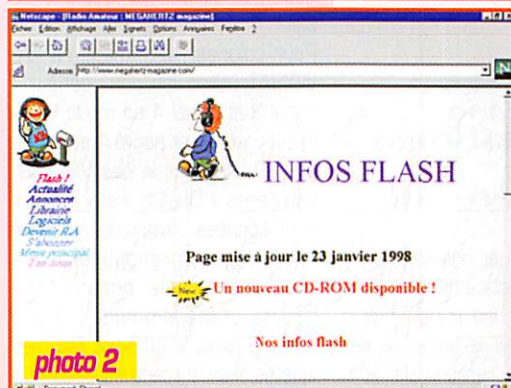 Netscape - [Radio Amateur : MEGAHERTZ magazine]
Fichier Edition Affichage Aller Signets Options Annuaires Fenêtre ?
Adresse http://www.megahertz-magazine.com/
N
Flash !
Actualité
Annonces
Librairie
Logiciels
Devenir R.A
S'abonner
Menu principal
INFOS FLASH
Page mise à jour le 23 janvier 1998
New
Un nouveau CD-ROM disponible !
Nos infos flash
photo 2